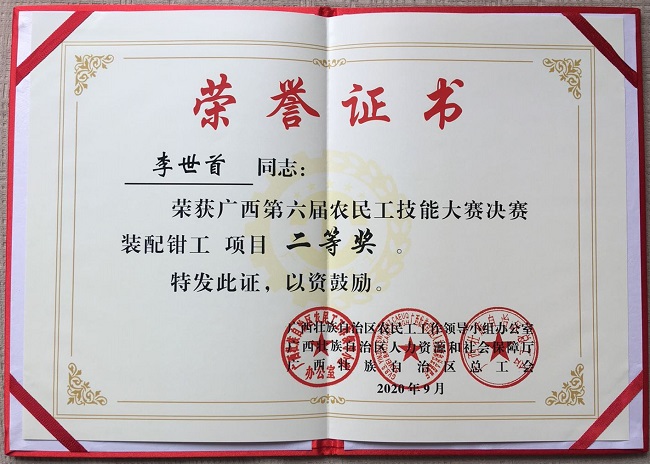 荣誉证书
李世首 同志：
荣获广西第六届农民工技能大赛决赛
装配钳工 项目 二等奖 。
特发此证，以资鼓励。
广西壮族自治区农民工工作领导小组办公室
广西壮族自治区人力资源和社会保障厅
广西壮族自治区总工会
2020年9月
办公室